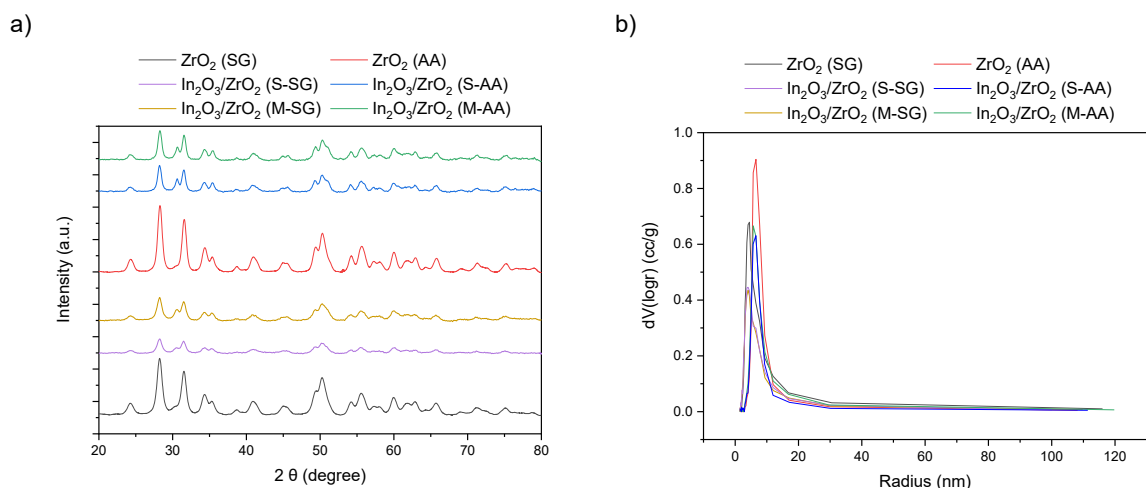 a)
ZrO₂ (SG) ZrO₂ (AA)
In₂O₃/ZrO₂ (S-SG) In₂O₃/ZrO₂ (S-AA)
In₂O₃/ZrO₂ (M-SG) In₂O₃/ZrO₂ (M-AA)
Intensity (a.u.)
20 30 40 50 60 70 80
2 θ (degree)
b)
ZrO₂ (SG) ZrO₂ (AA)
In₂O₃/ZrO₂ (S-SG) In₂O₃/ZrO₂ (S-AA)
In₂O₃/ZrO₂ (M-SG) In₂O₃/ZrO₂ (M-AA)
dV(logr) (cc/g)
1.0
0.8
0.6
0.4
0.2
0.0
0 20 40 60 80 100 120
Radius (nm)